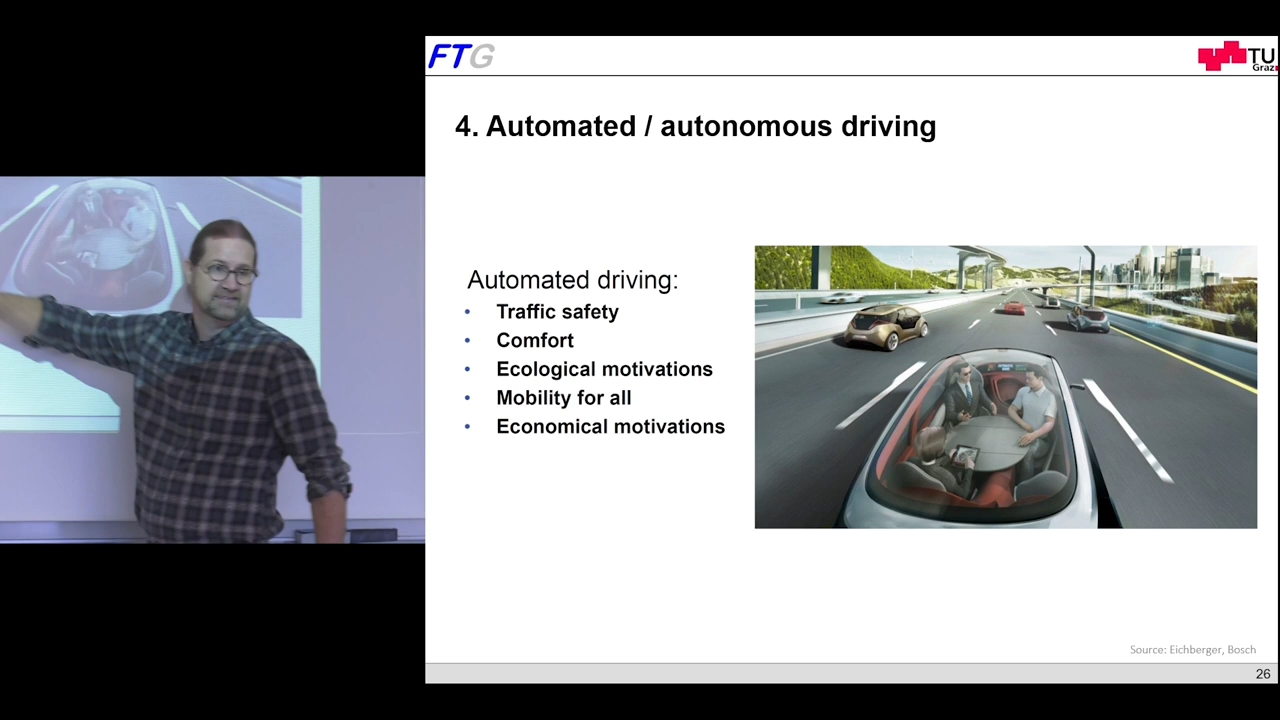 FTG
TU
Graz
4. Automated / autonomous driving
Automated driving:
• Traffic safety
• Comfort
• Ecological motivations
• Mobility for all
• Economical motivations
Source: Eichberger, Bosch
26